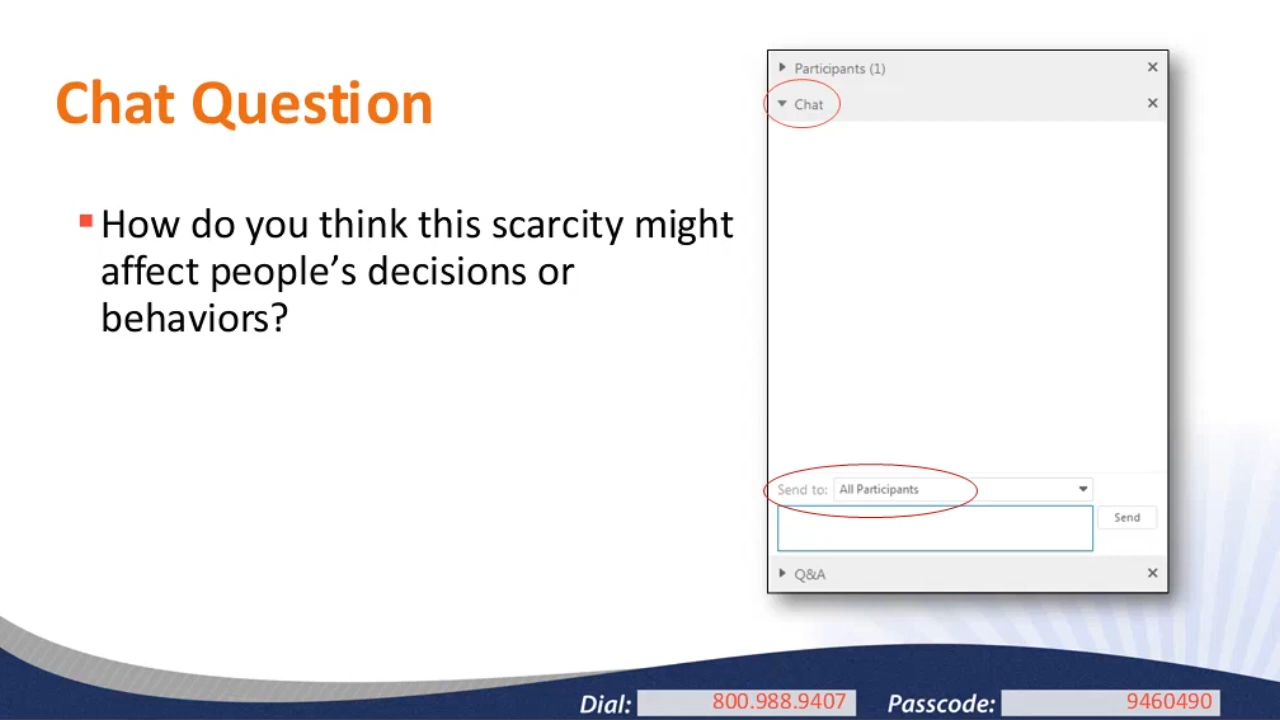 Chat Question
▪ How do you think this scarcity might
affect people’s decisions or
behaviors?
Participants (1)
Chat
Send to: All Participants
Send
Q&A
Dial: 800.988.9407 Passcode: 9460490